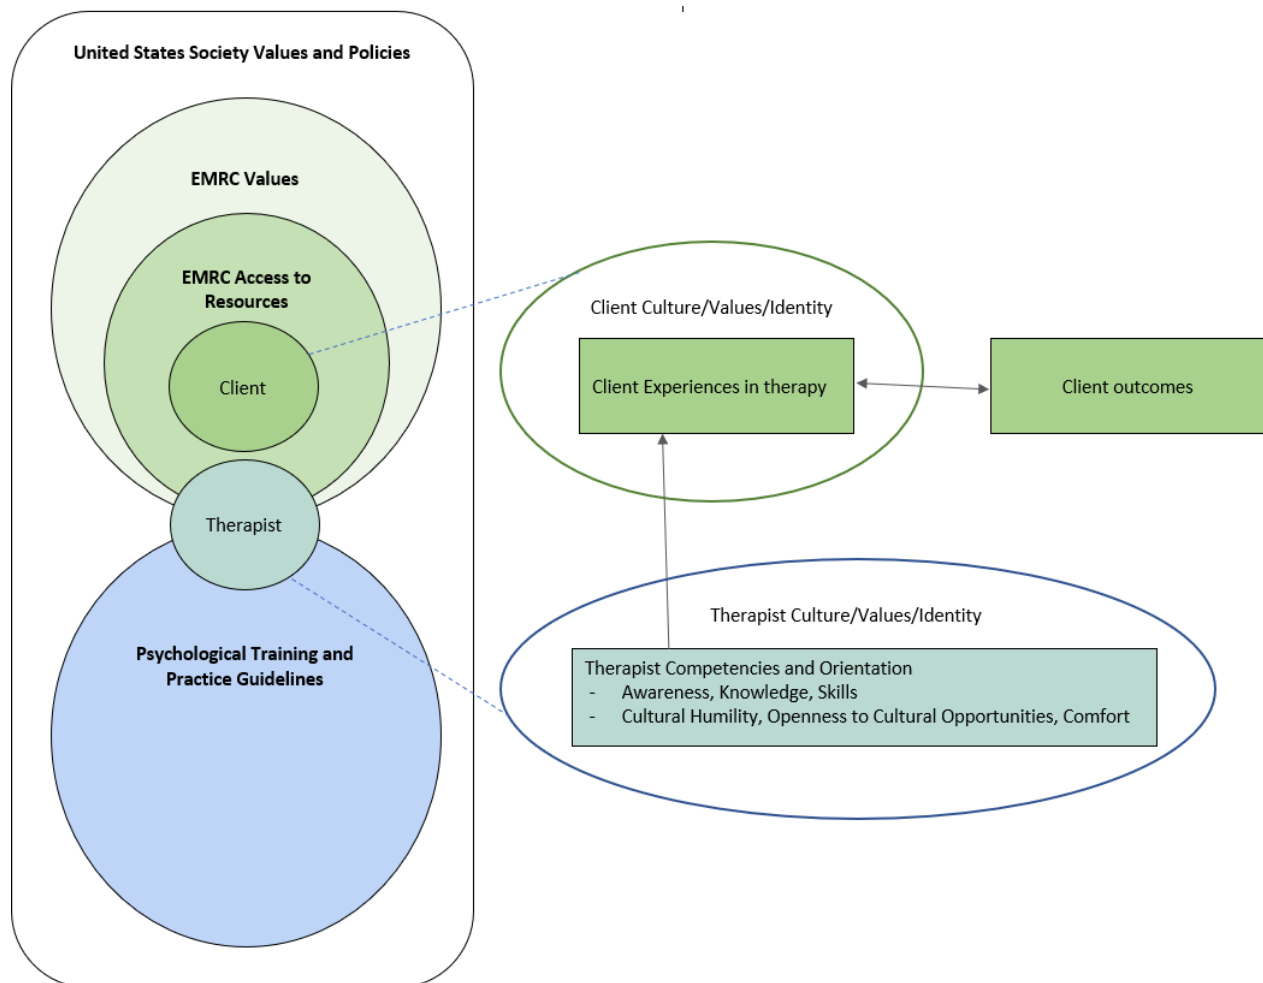 United States Society Values and Policies
EMRC Values
EMRC Access to
Resources
Client
Therapist
Psychological Training and
Practice Guidelines
Client Culture/Values/Identity
Client Experiences in therapy
Client outcomes
Therapist Culture/Values/Identity
Therapist Competencies and Orientation
- Awareness, Knowledge, Skills
- Cultural Humility, Openness to Cultural Opportunities, Comfort